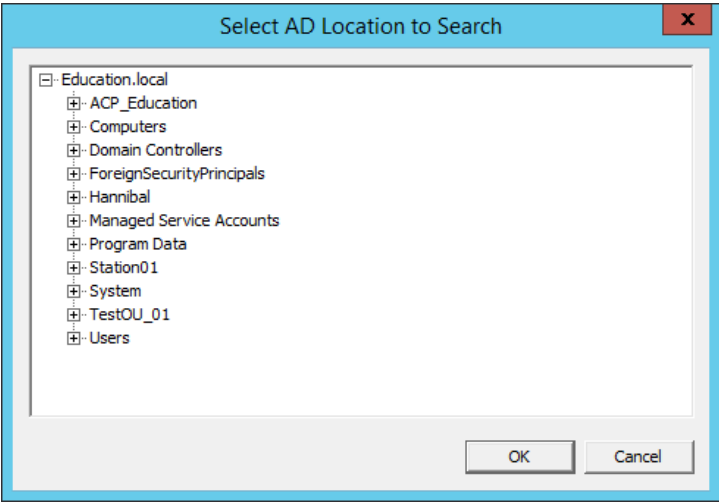 Select AD Location to Search
x
Education.local
ACP_Education
Computers
Domain Controllers
ForeignSecurityPrincipals
Hannibal
Managed Service Accounts
Program Data
Station01
System
TestOU_01
Users
OK
Cancel